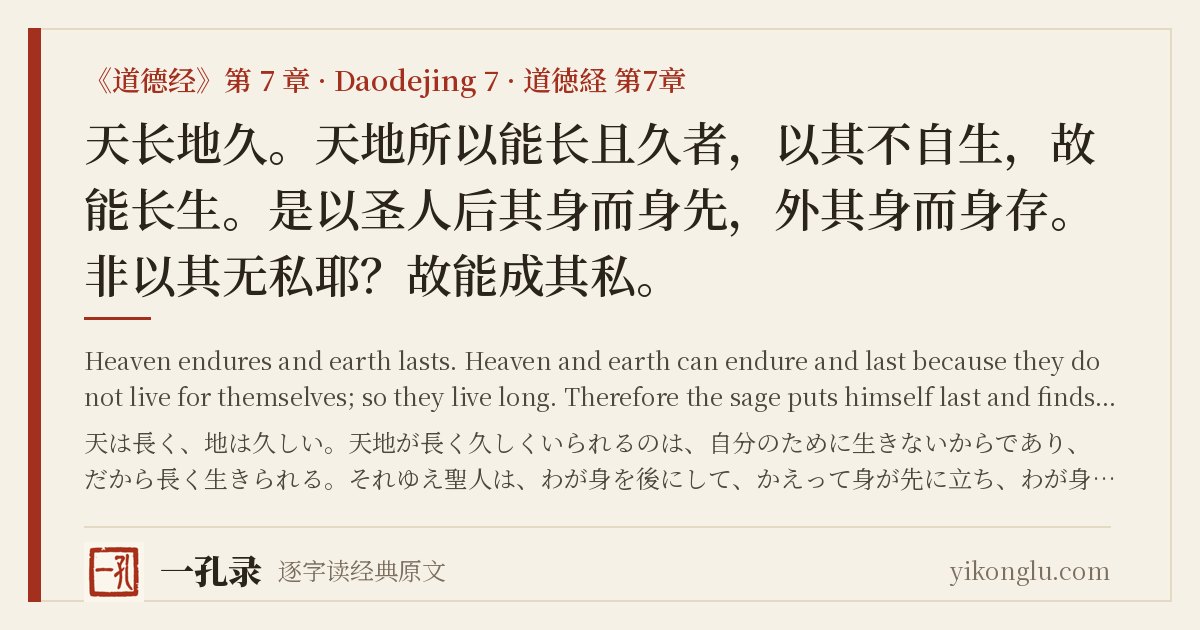 《道德经》第 7 章 · Daodejing 7 · 道徳経 第7章
天长地久。天地所以能长且久者，以其不自生，故
能长生。是以圣人后其身而身先，外其身而身存。
非以其无私耶？故能成其私。
Heaven endures and earth lasts. Heaven and earth can endure and last because they do
not live for themselves; so they live long. Therefore the sage puts himself last and finds...
天は長く、地は久しい。天地が長く久しくいられるのは、自分のために生きないからであり、
だから長く生きられる。それゆえ聖人は、わが身を後にして、かえって身が先に立ち、わが身…
一孔
一孔录 逐字读经典原文 yikonglu.com